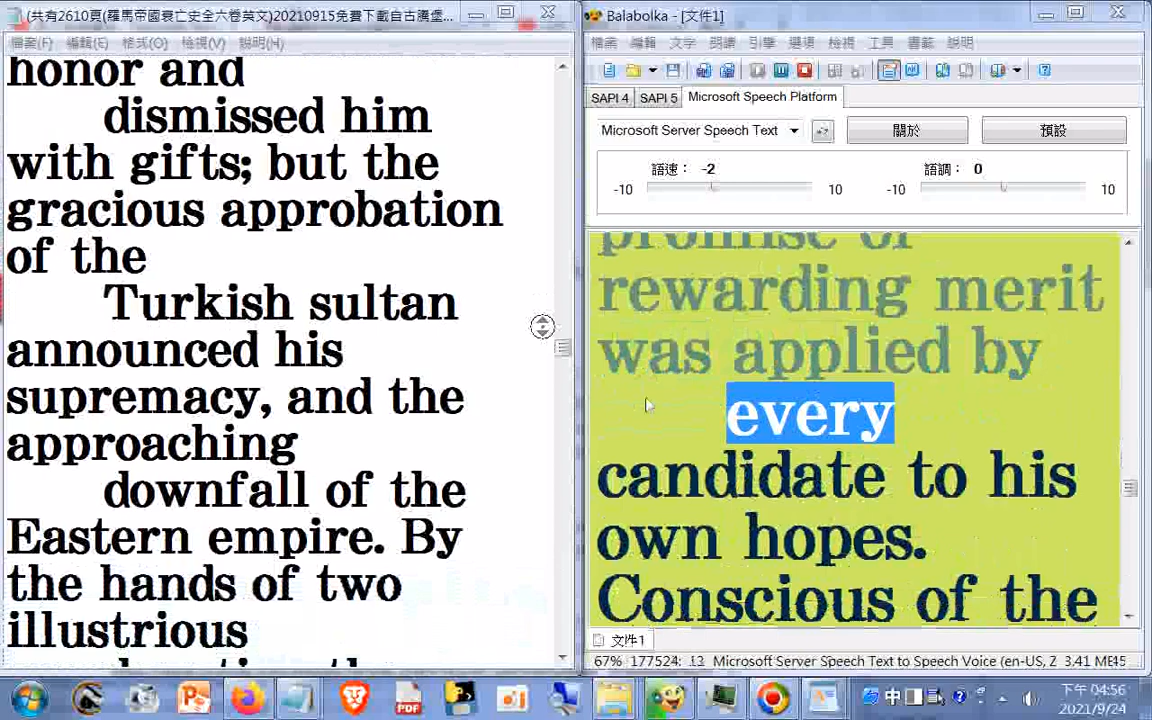 (共有2610頁(羅馬帝國衰亡史全六卷英文)20210915免費下載自古騰堡...
檔案(F) 編輯(E) 格式(O) 檢視(V) 說明(H)
honor and
dismissed him
with gifts; but the
gracious approbation
of the
Turkish sultan
announced his
supremacy, and the
approaching
downfall of the
Eastern empire. By
the hands of two
illustrious
Balabolka - [文件1]
檔案 編輯 文字 朗讀 引擎 選項 檢視 工具 書籤 說明
SAPI 4 SAPI 5 Microsoft Speech Platform
Microsoft Server Speech Text 關於 預設
語速： -2 語調： 0
-10 10 -10 10
promise of
rewarding merit
was applied by
every
candidate to his
own hopes.
Conscious of the
文件1
67% Microsoft Server Speech Text to Speech Voice (en-US, Z 3.41 ME
PDF 中 下午 04:56
2021/9/24